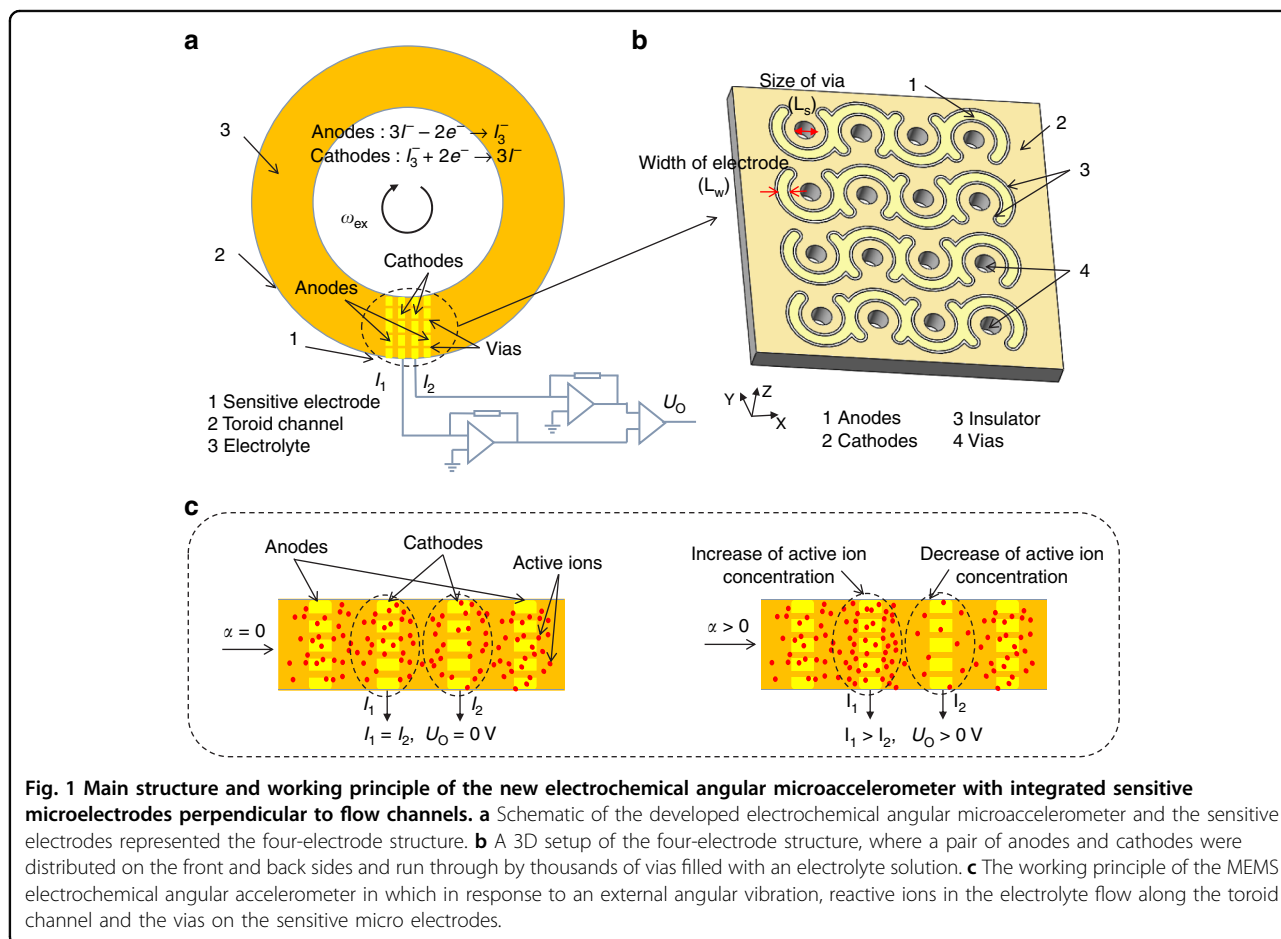 a
3
Anodes : 3I⁻ − 2e⁻ → I₃⁻
Cathodes : I₃⁻ + 2e⁻ → 3I⁻
ωex
2
Cathodes
Anodes
Vias
1
I₁
I₂
Uo
1 Sensitive electrode
2 Toroid channel
3 Electrolyte
b
Size of via
(Ls)
1
2
Width of electrode
(Lw)
3
4
Y Z X
1 Anodes 3 Insulator
2 Cathodes 4 Vias
c
Anodes
Cathodes
Active ions
α = 0
I₁
I₂
I₁ = I₂, Uo = 0 V
Increase of active ion
concentration
Decrease of active ion
concentration
α > 0
I₁
I₂
I₁ > I₂, Uo > 0 V
Fig. 1 Main structure and working principle of the new electrochemical angular microaccelerometer with integrated sensitive
microelectrodes perpendicular to flow channels. a Schematic of the developed electrochemical angular microaccelerometer and the sensitive
electrodes represented the four-electrode structure. b A 3D setup of the four-electrode structure, where a pair of anodes and cathodes were
distributed on the front and back sides and run through by thousands of vias filled with an electrolyte solution. c The working principle of the MEMS
electrochemical angular accelerometer in which in response to an external angular vibration, reactive ions in the electrolyte flow along the toroid
channel and the vias on the sensitive micro electrodes.